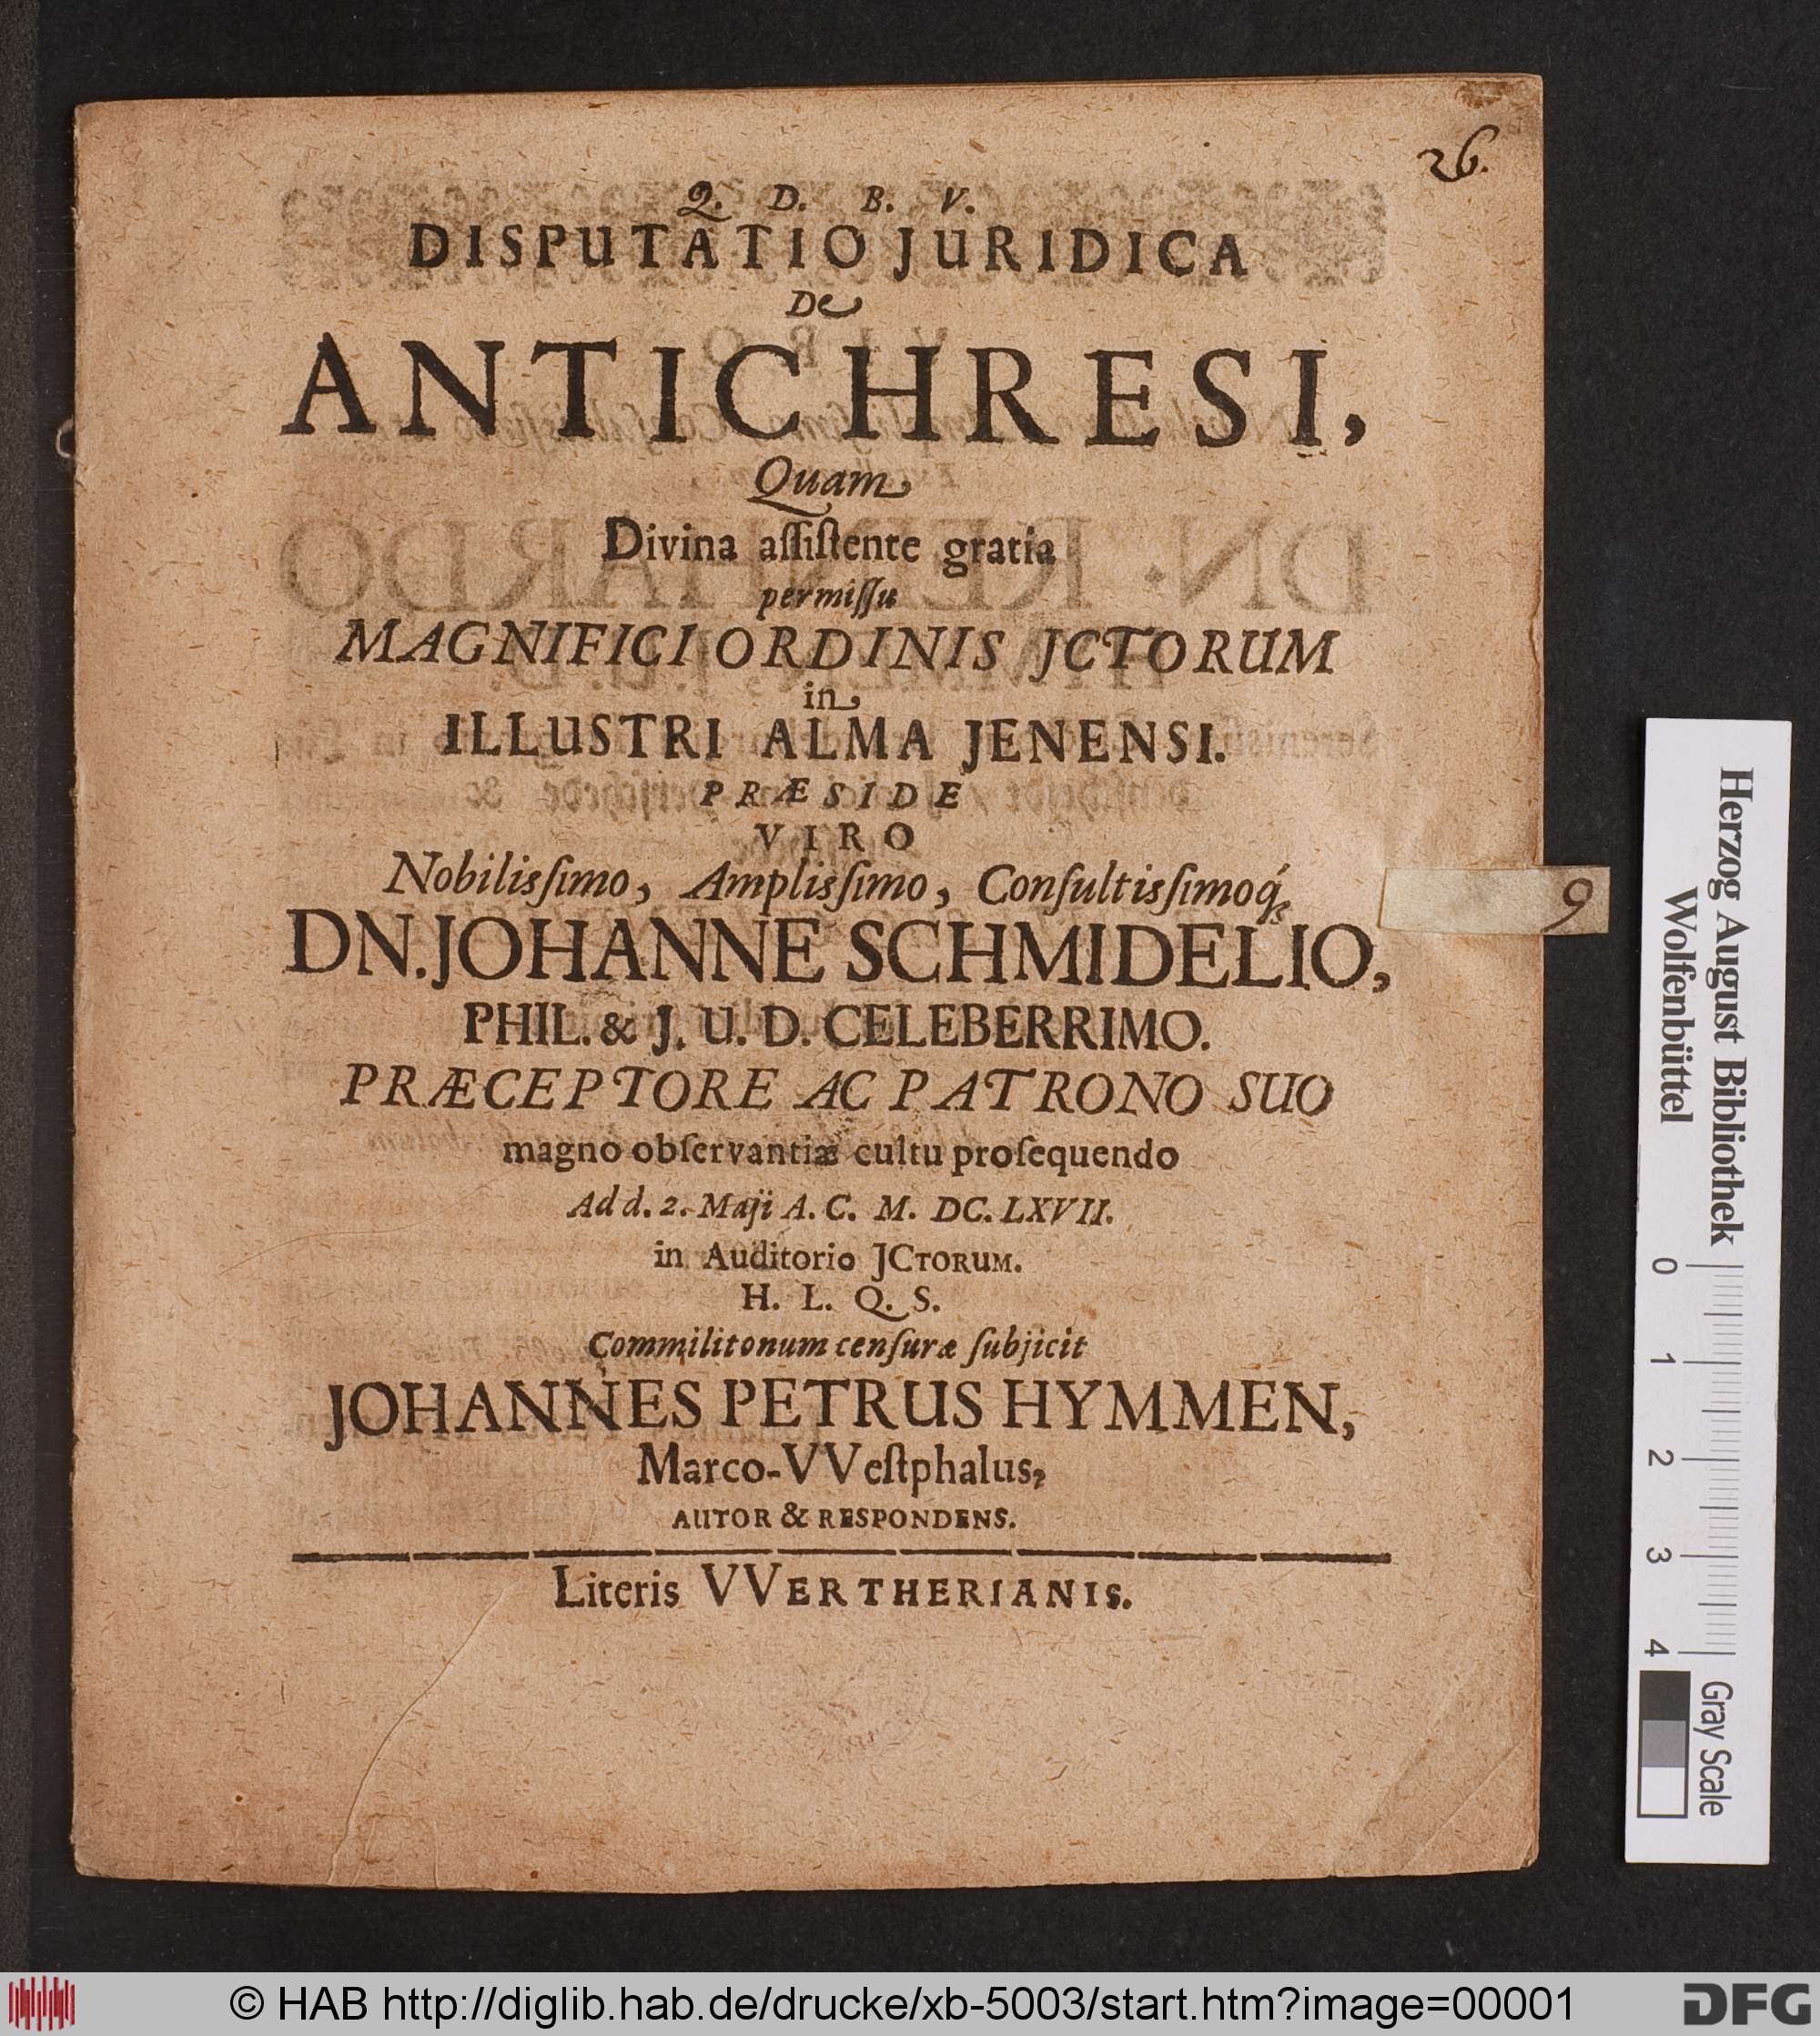 26.
Q. D. B. V.
DISPUTATIO JURIDICA
De
ANTICHRESI,
Quam
Divina aſſiſtente gratia
permiſſu
MAGNIFICI ORDINIS JCTORUM
in
ILLUSTRI ALMA JENENSI.
PRÆSIDE
VIRO
Nobilisſimo, Amplisſimo, Conſultisſimoq́;
DN. JOHANNE SCHMIDELIO,
PHIL. & J. U. D. CELEBERRIMO.
PRÆCEPTORE AC PATRONO SUO
magno obſervantiæ cultu proſequendo
Ad d. 2. Maji A. C. M. DC. LXVII.
in Auditorio JCTORUM.
H. L. Q. S.
Commilitonum cenſuræ ſubjicit
JOHANNES PETRUS HYMMEN,
Marco-VVeſtphalus,
AUTOR & RESPONDENS.
Literis VVERTHERIANIS.
9
Herzog August Bibliothek
Wolfenbüttel
0 1 2 3 4
Gray Scale
© HAB http://diglib.hab.de/drucke/xb-5003/start.htm?image=00001
DFG